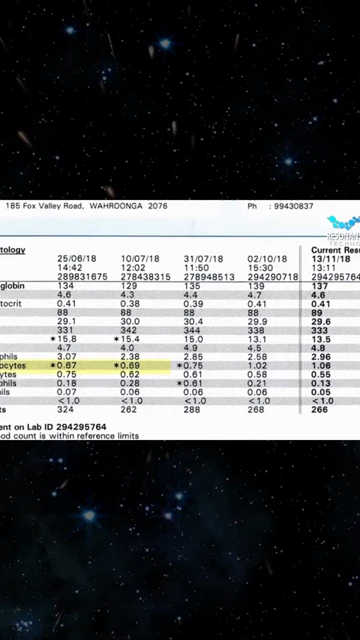 185 Fox Valley Road, WAHROONGA 2076 Ph : 99430837
RESONAN
TECHNO
tology Current Resu
25/06/18 10/07/18 31/07/18 02/10/18 13/11/18
14:42 12:02 11:50 15:30 13:11
289831675 278438315 278948513 294290718 294295764
globin 134 129 135 139 137
4.6 4.3 4.4 4.7 4.6
tocrit 0.41 0.38 0.39 0.41 0.41
88 88 88 88 89
29.1 30.0 30.4 29.9 29.6
331 342 344 338 333
*15.8 *15.4 15.0 13.1 13.5
4.7 4.0 4.9 4.5 4.8
phils 3.07 2.38 2.85 2.58 2.96
ocytes *0.67 *0.69 *0.75 1.02 1.06
ytes 0.75 0.62 0.61 0.58 0.55
phils 0.18 0.28 *0.61 0.21 0.13
hils 0.07 0.06 0.06 0.06 0.05
<1.0 <1.0 <1.0 <1.0 <1.0
ts 324 262 288 268 266
ent on Lab ID 294295764
ood count is within reference limits